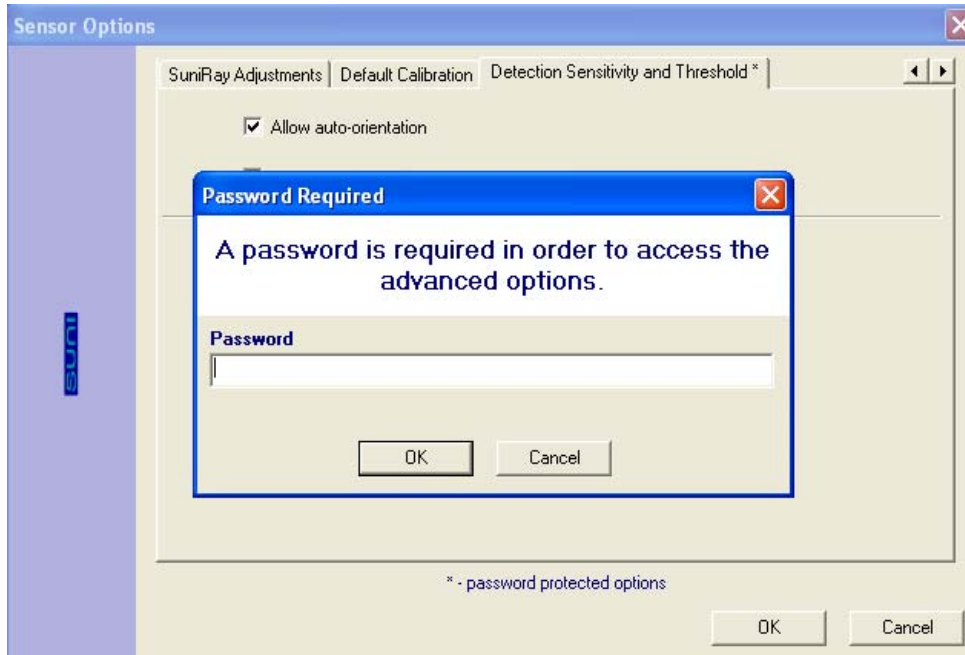 Sensor Options
SuniRay Adjustments Default Calibration Detection Sensitivity and Threshold *
Allow auto-orientation
Password Required
A password is required in order to access the
advanced options.
Password
OK Cancel
suni
* - password protected options
OK Cancel